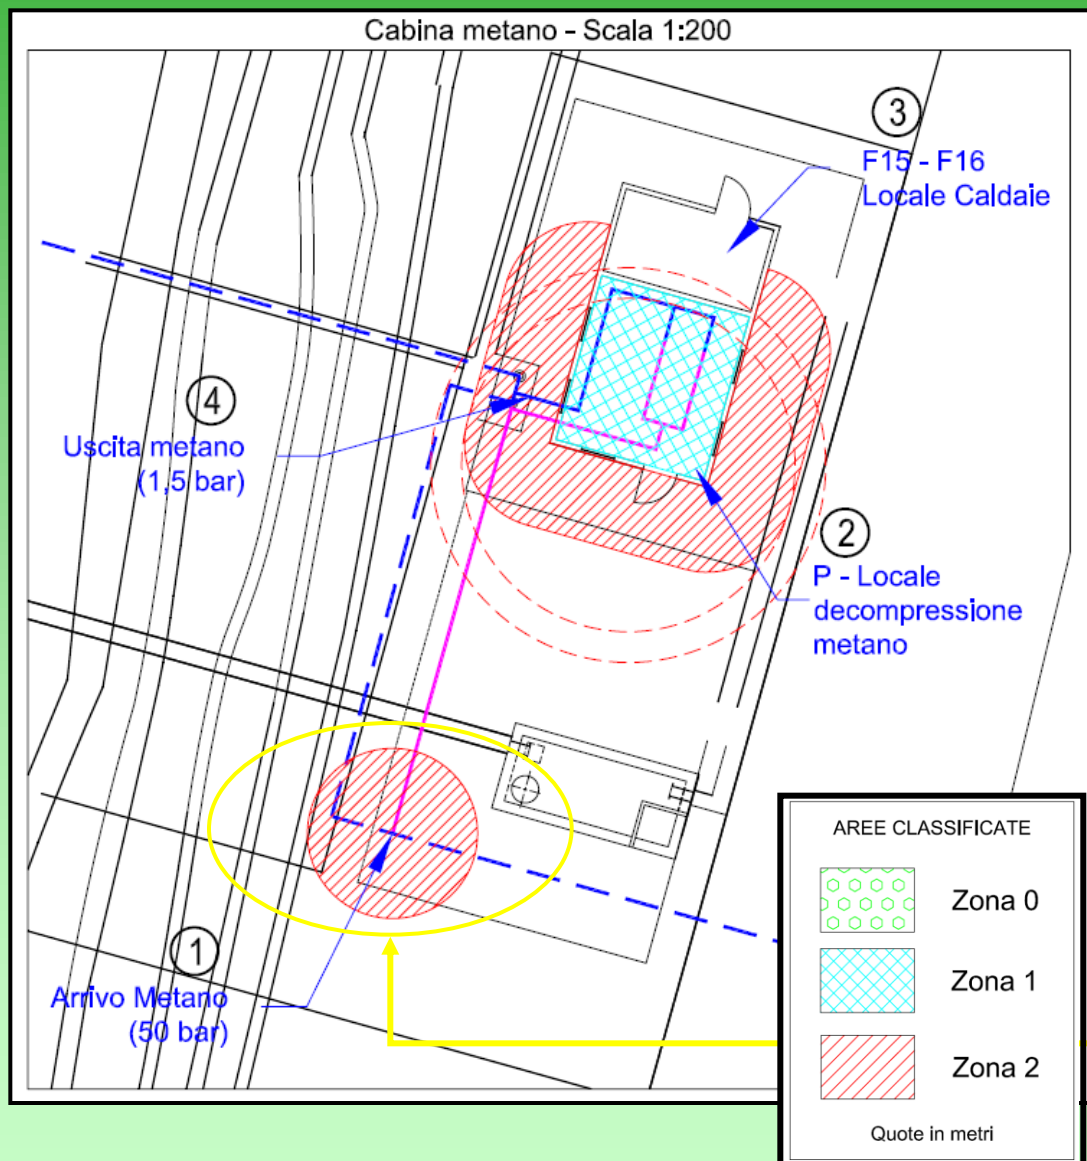 Cabina metano - Scala 1:200
3
F15 - F16
Locale Caldaie
4
Uscita metano
(1,5 bar)
2
P - Locale
decompressione
metano
1
Arrivo Metano
(50 bar)
AREE CLASSIFICATE
Zona 0
Zona 1
Zona 2
Quote in metri